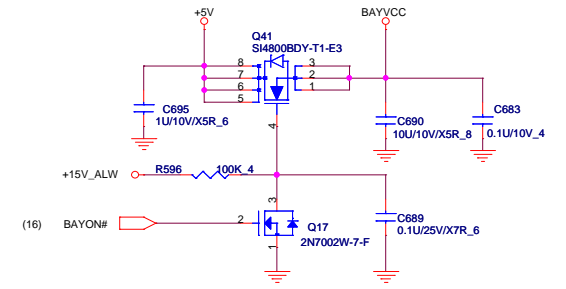 +5V
BAYVCC
Q41
SI4800BDY-T1-E3
8
3
7
2
6
1
5
C695
1U/10V/X5R_6
C690
10U/10V/X5R_8
C683
0.1U/10V_4
4
+15V_ALW
R596
100K_4
3
(16)
BAYON#
2
Q17
2N7002W-7-F
1
C689
0.1U/25V/X7R_6